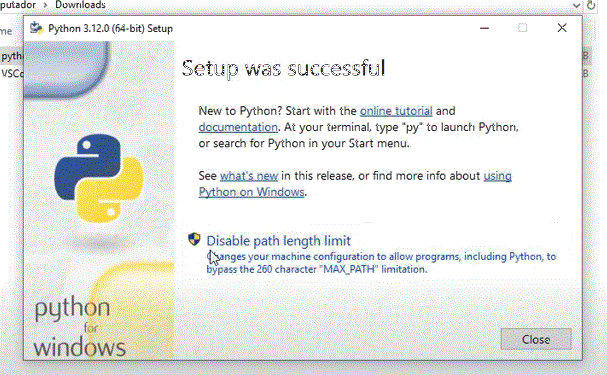 putador > Downloads
Python 3.12.0 (64-bit) Setup
Setup was successful
New to Python? Start with the online tutorial and
documentation. At your terminal, type "py" to launch Python,
or search for Python in your Start menu.
See what's new in this release, or find more info about using
Python on Windows.
Disable path length limit
Changes your machine configuration to allow programs, including Python, to
bypass the 260 character "MAX_PATH" limitation.
python
for
windows
Close
me
pyth
VSCo
B
B